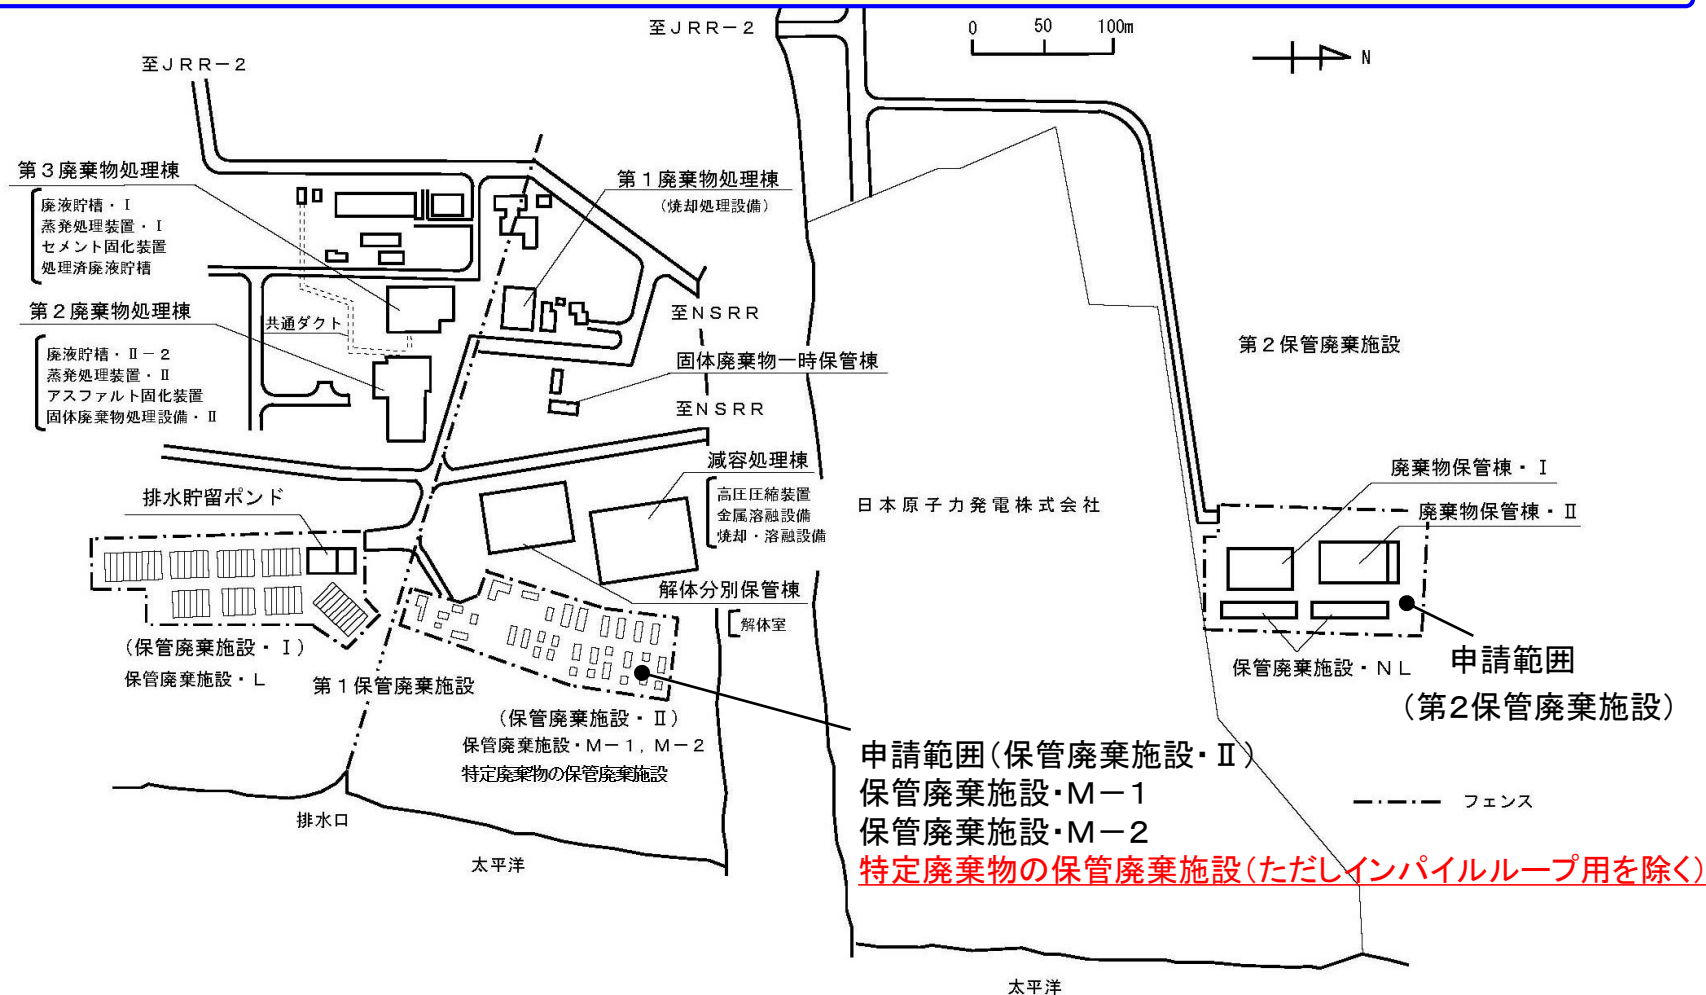 至ＪＲＲ－２
0 50 100m
N
至ＪＲＲ－２
第３廃棄物処理棟
廃液貯槽・Ⅰ
蒸発処理装置・Ⅰ
セメント固化装置
処理済廃液貯槽
第１廃棄物処理棟
(焼却処理設備)
第２廃棄物処理棟
廃液貯槽・Ⅱ－２
蒸発処理装置・Ⅱ
アスファルト固化装置
固体廃棄物処理設備・Ⅱ
共通ダクト
至ＮＳＲＲ
固体廃棄物一時保管棟
至ＮＳＲＲ
減容処理棟
高圧圧縮装置
金属溶融設備
焼却・溶融設備
排水貯留ポンド
解体分別保管棟
解体室
(保管廃棄施設・Ⅰ)
保管廃棄施設・Ｌ
第１保管廃棄施設
(保管廃棄施設・Ⅱ)
保管廃棄施設・Ｍ－１，Ｍ－２
特定廃棄物の保管廃棄施設
排水口
太平洋
日本原子力発電株式会社
第２保管廃棄施設
廃棄物保管棟・Ⅰ
廃棄物保管棟・Ⅱ
保管廃棄施設・ＮＬ
申請範囲
(第2保管廃棄施設)
申請範囲(保管廃棄施設・Ⅱ)
保管廃棄施設・M－1
保管廃棄施設・M－2
特定廃棄物の保管廃棄施設(ただしインパイルループ用を除く)
フェンス
太平洋